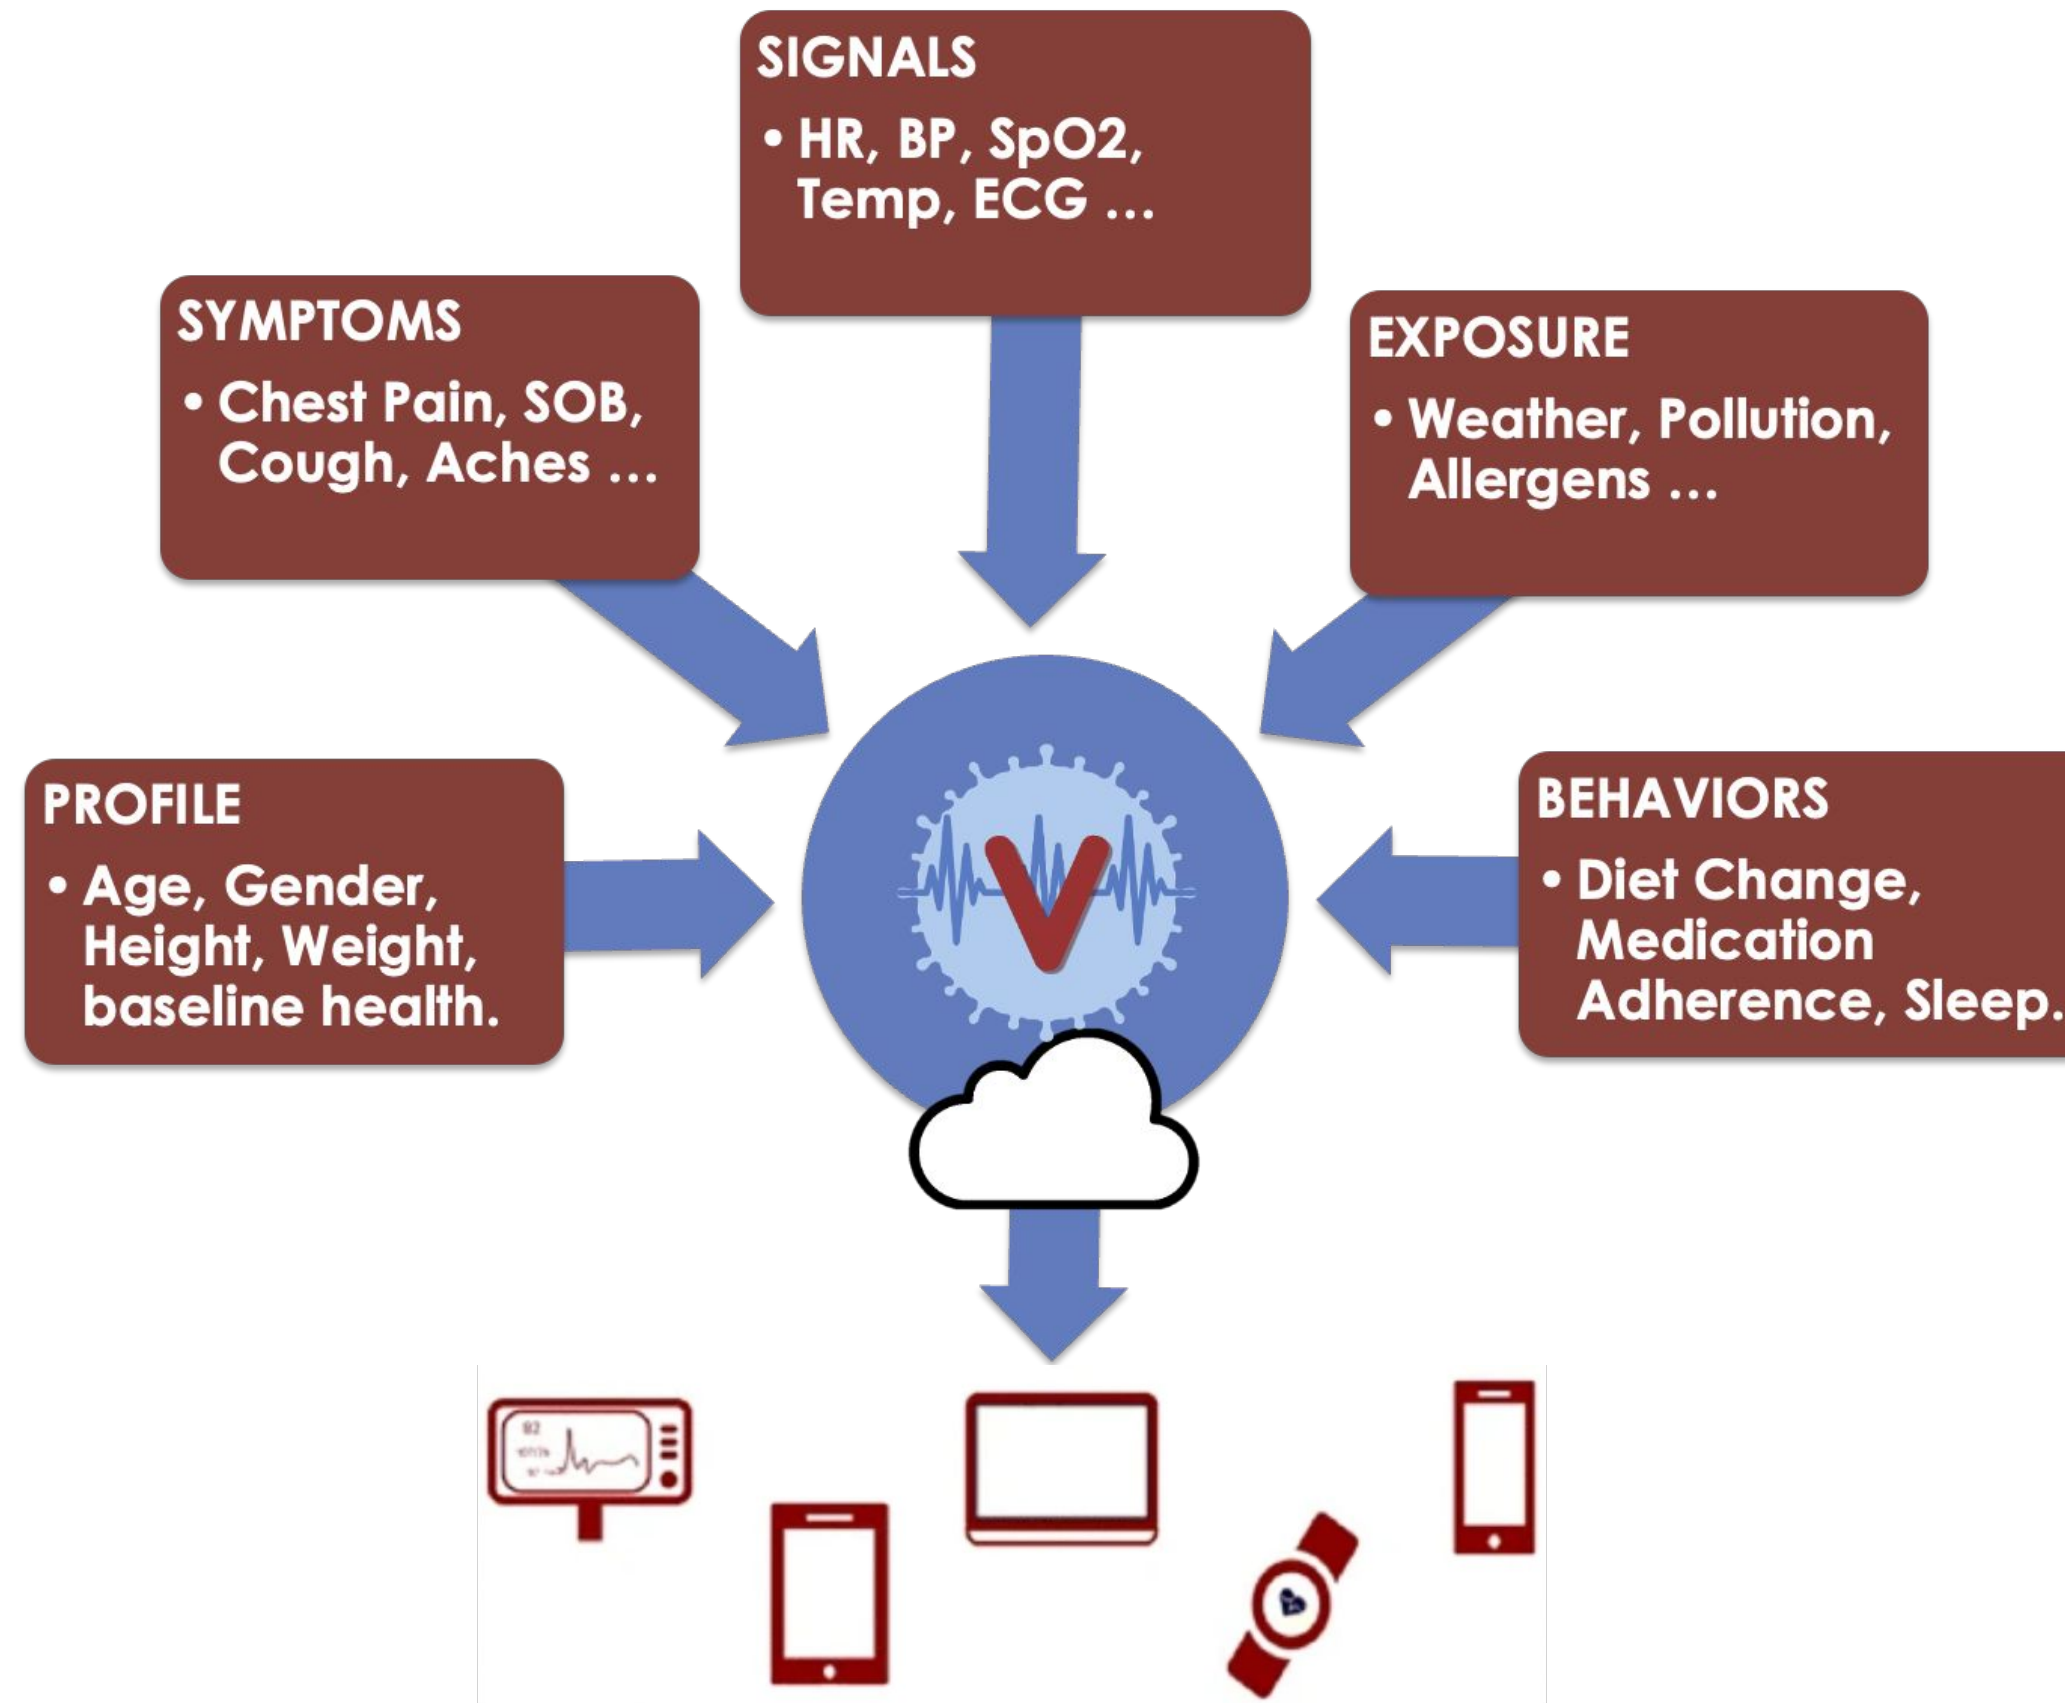 SIGNALS
• HR, BP, SpO2,
Temp, ECG ...
SYMPTOMS
• Chest Pain, SOB,
Cough, Aches ...
EXPOSURE
• Weather, Pollution,
Allergens ...
PROFILE
• Age, Gender,
Height, Weight,
baseline health.
BEHAVIORS
• Diet Change,
Medication
Adherence, Sleep.
V
82